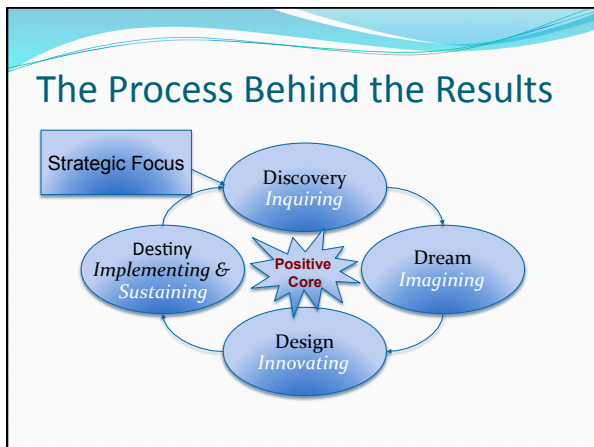 The Process Behind the Results
Strategic Focus
Discovery
Inquiring
Dream
Imagining
Design
Innovating
Destiny
Implementing &
Sustaining
Positive
Core